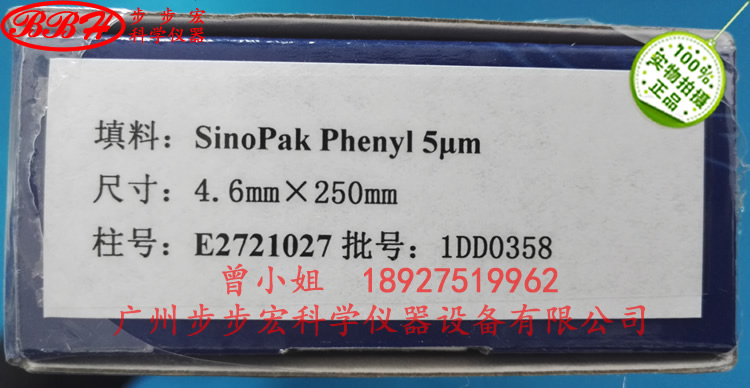 BBH
步步宏
科学仪器
100%
实物拍摄
正品
填料：SinoPak Phenyl 5μm
尺寸：4.6mm×250mm
柱号：E2721027 批号：1DD0358
曾小姐 18927519962
广州步步宏科学仪器设备有限公司